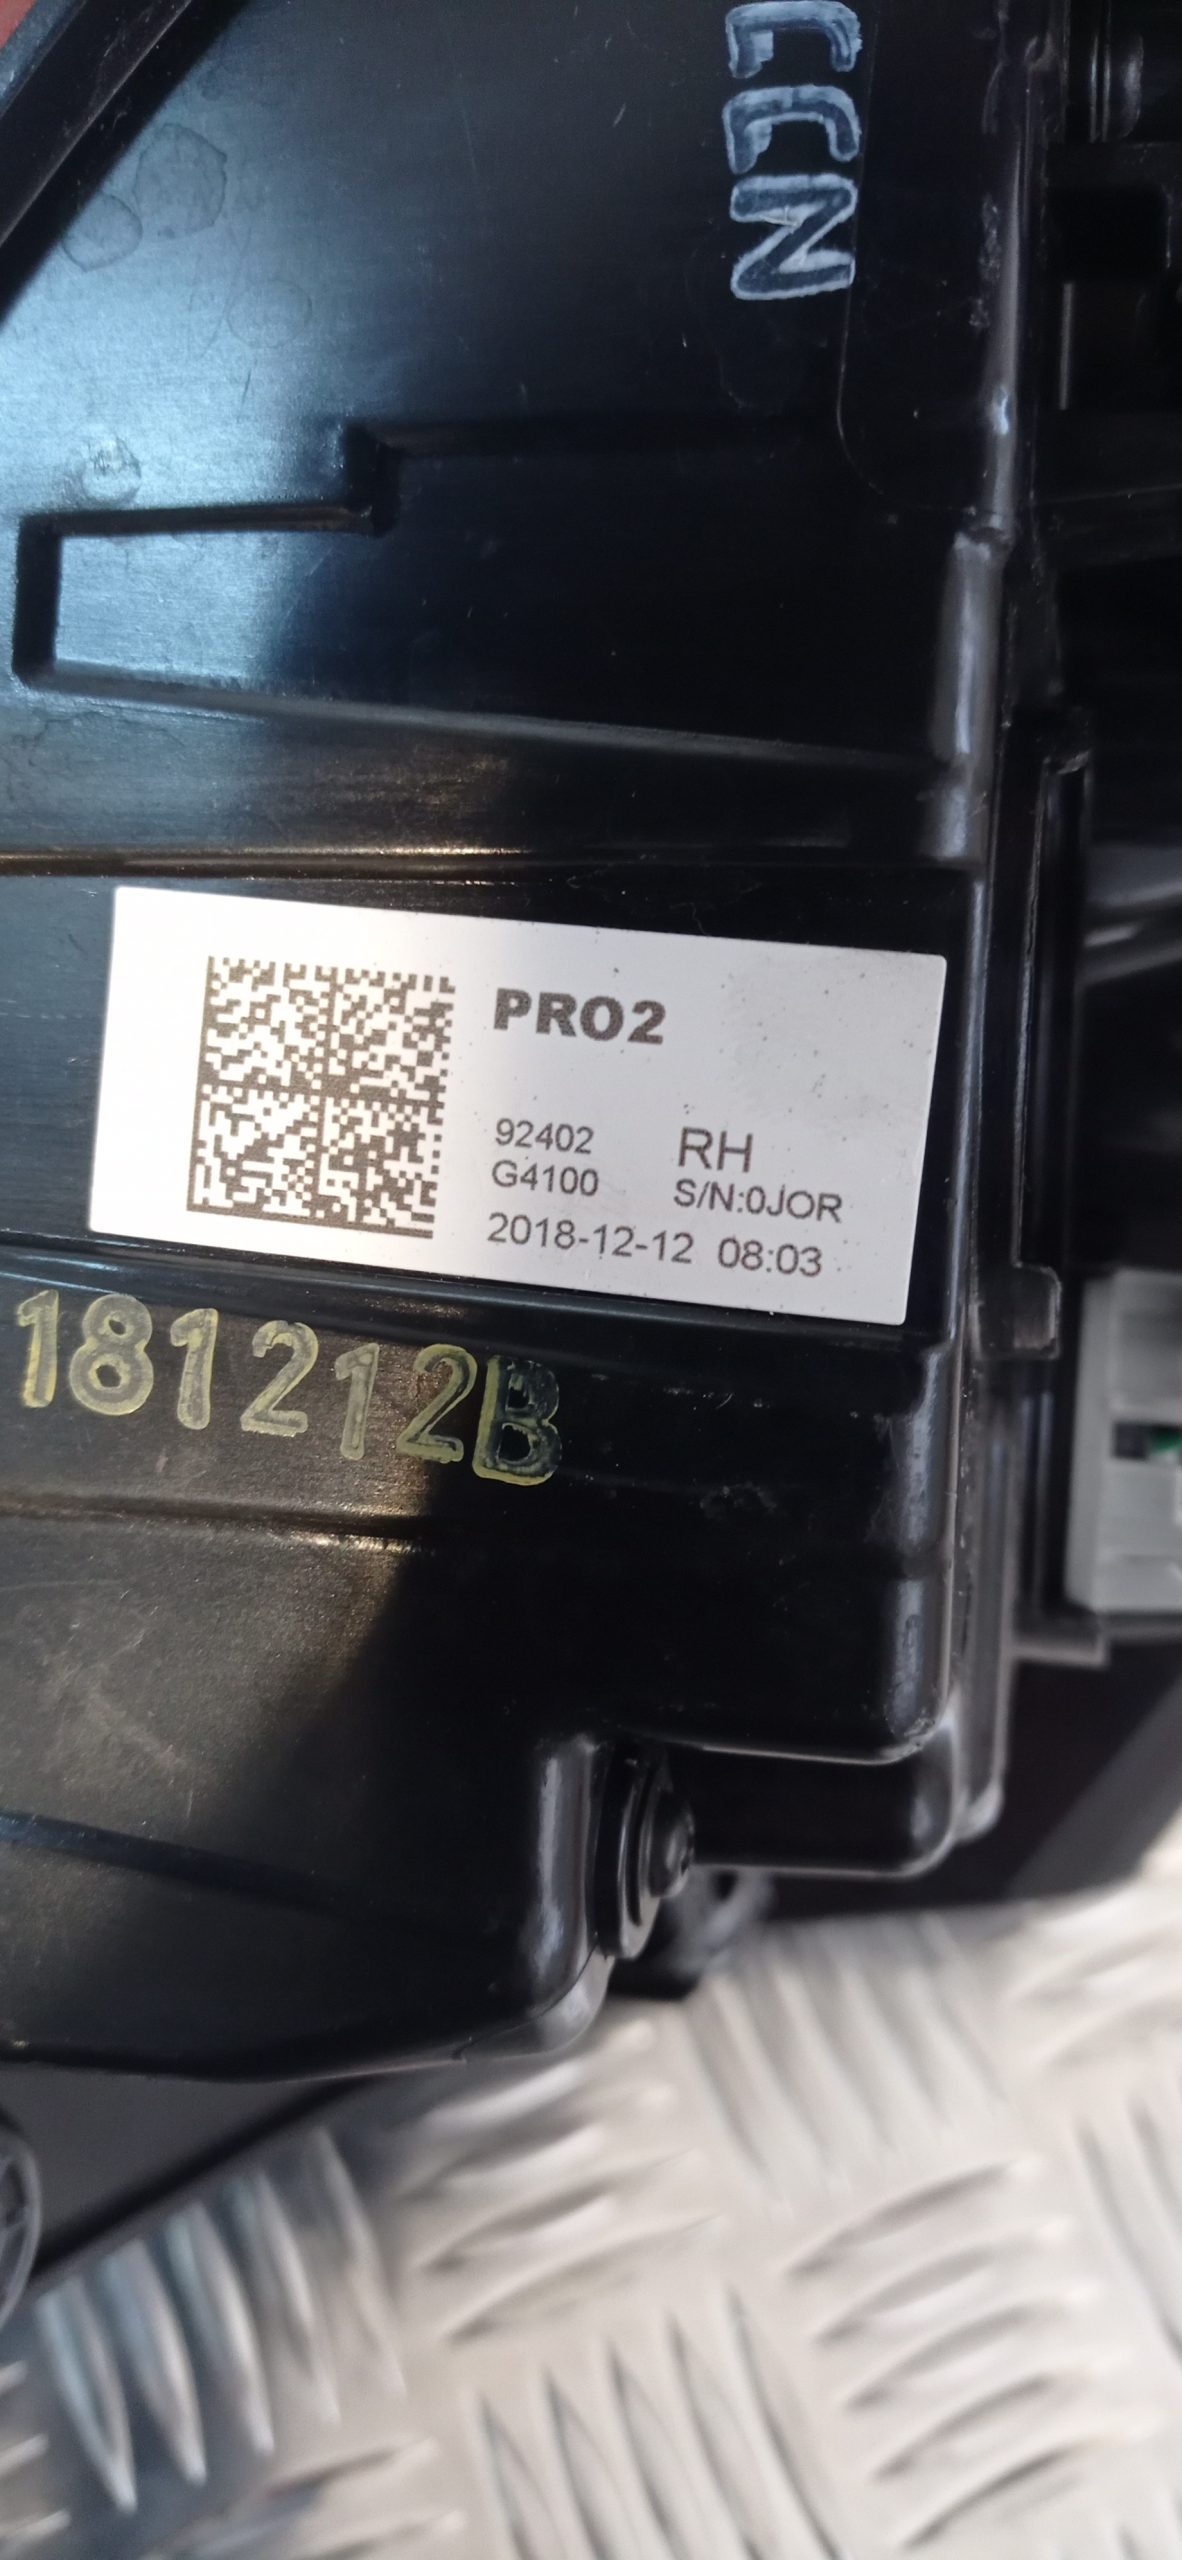 CCN
PRO2
92402 RH
G4100 S/N:0JOR
2018-12-12 08:03
181212B